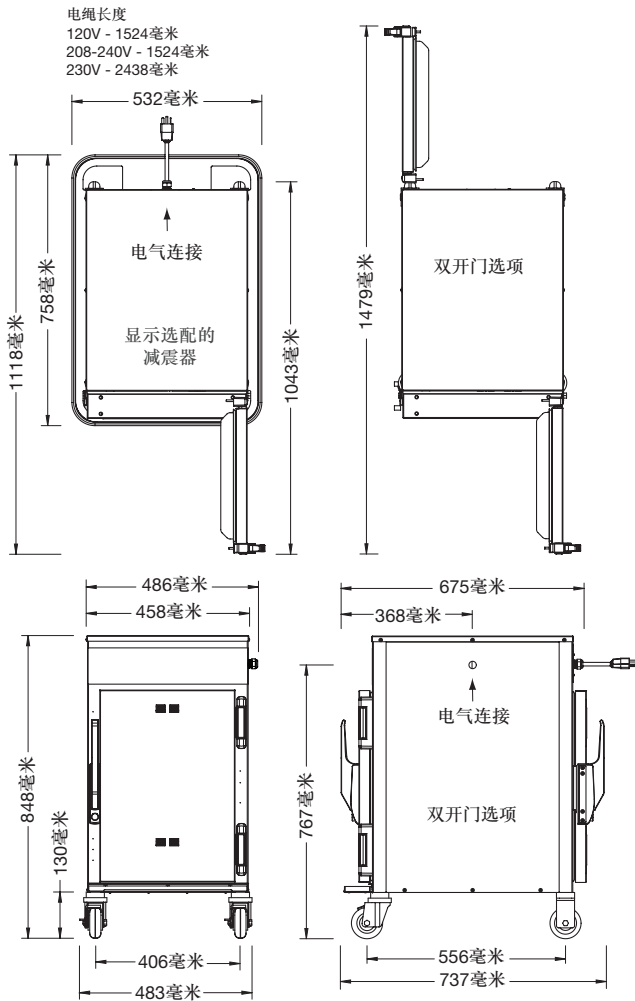 电绳长度
120V - 1524毫米
208-240V - 1524毫米
230V - 2438毫米
532毫米
电气连接
显示选配的
减震器
1118毫米
758毫米
1043毫米
1479毫米
双开门选项
486毫米
458毫米
848毫米
130毫米
406毫米
483毫米
675毫米
368毫米
电气连接
767毫米
双开门选项
556毫米
737毫米